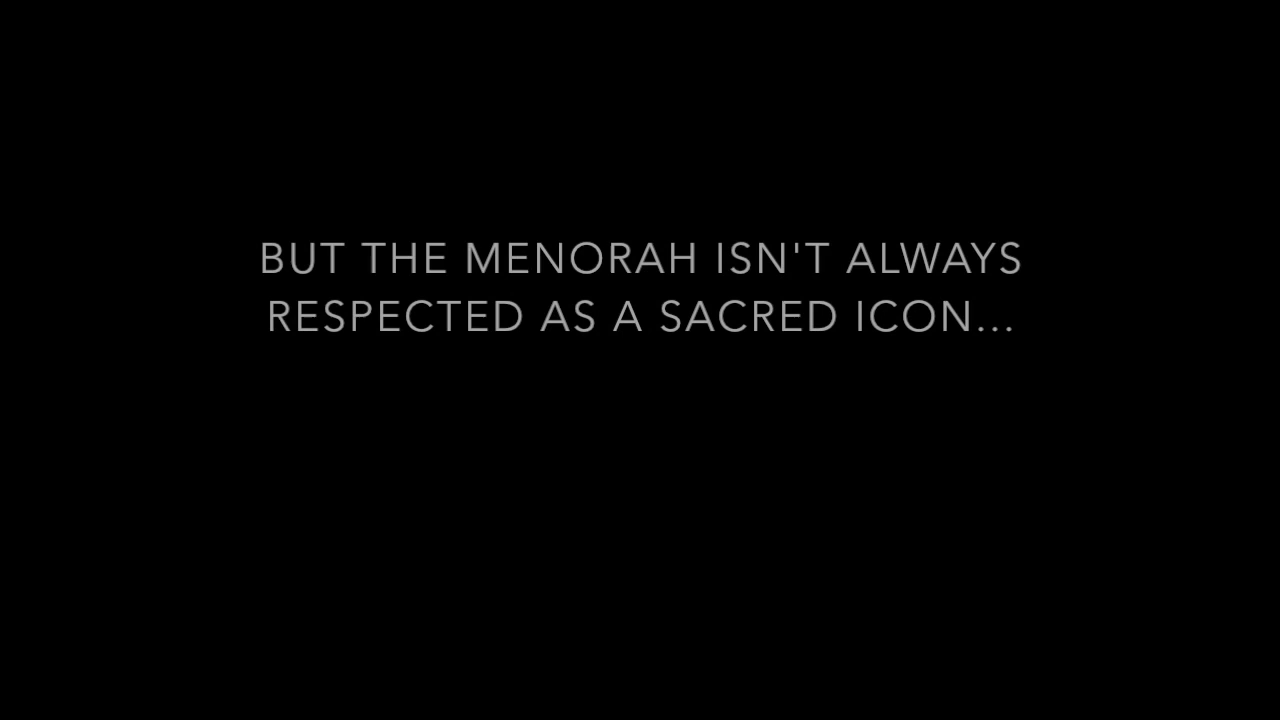 BUT THE MENORAH ISN'T ALWAYS
RESPECTED AS A SACRED ICON...